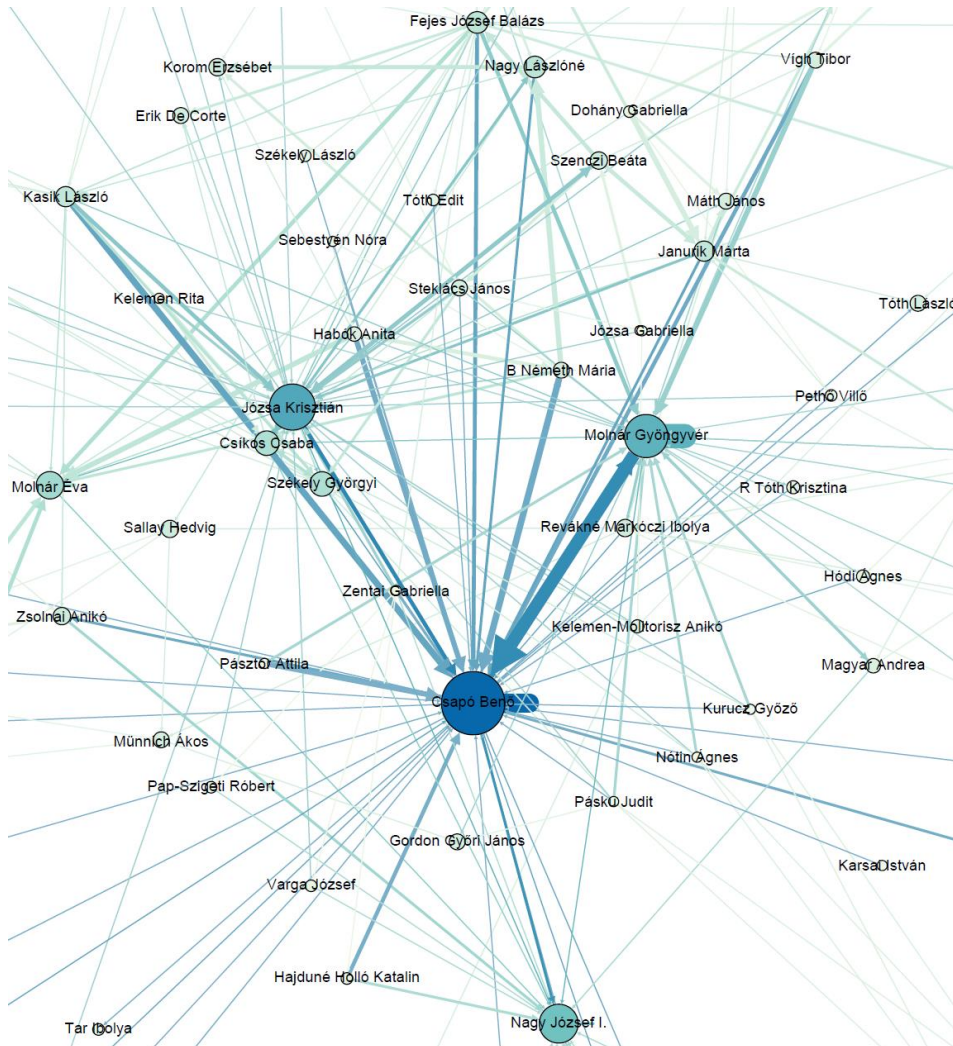 Fejes József Balázs
Korom Erzsébet
Nagy Lászlóné
Vígh Tibor
Erik De Corte
Dohány Gabriella
Székely László
Szenczi Beáta
Kasik László
Tóth Edit
Máth János
Sebestyén Nóra
Janurik Márta
Steklács János
Kelemen Rita
Tóth László
Habók Anita
Józsa Gabriella
B Németh Mária
Pethő Villő
Józsa Krisztián
Molnár Gyöngyvér
Csíkos Csaba
Molnár Éva
Székely Györgyi
R Tóth Krisztina
Sallay Hedvig
Revákné Markóczi Ibolya
Zentai Gabriella
Hódi Ágnes
Zsolnai Anikó
Kelemen-Molitorisz Anikó
Pásztor Attila
Magyar Andrea
Csapó Benő
Kurucz Győző
Münnich Ákos
Nótin Ágnes
Pap-Szigeti Róbert
Pásku Judit
Gordon Győri János
Karsai István
Varga József
Hajduné Holló Katalin
Nagy József I.
Tar Ibolya